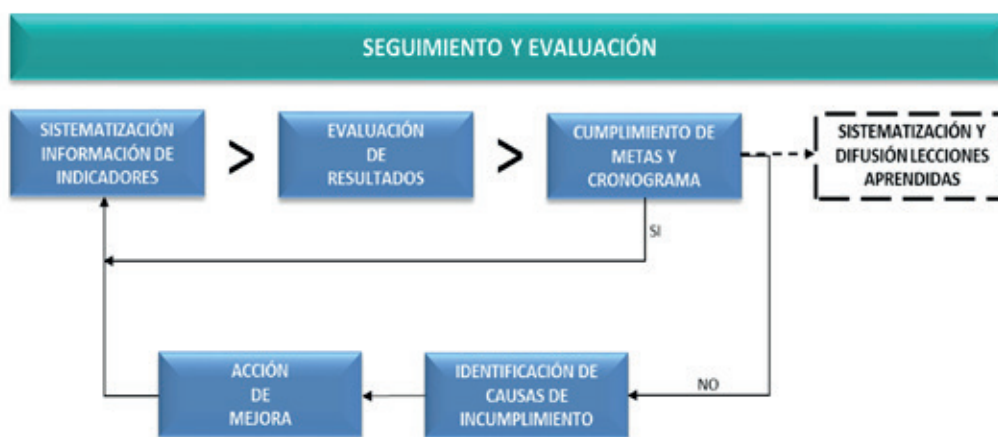 SEGUIMIENTO Y EVALUACIÓN
SISTEMATIZACIÓN
INFORMACIÓN DE
INDICADORES
>
EVALUACIÓN
DE
RESULTADOS
>
CUMPLIMIENTO DE
METAS Y
CRONOGRAMA
SISTEMATIZACIÓN Y
DIFUSIÓN LECCIONES
APRENDIDAS
SI
NO
IDENTIFICACIÓN DE
CAUSAS DE
INCUMPLIMIENTO
ACCIÓN
DE
MEJORA